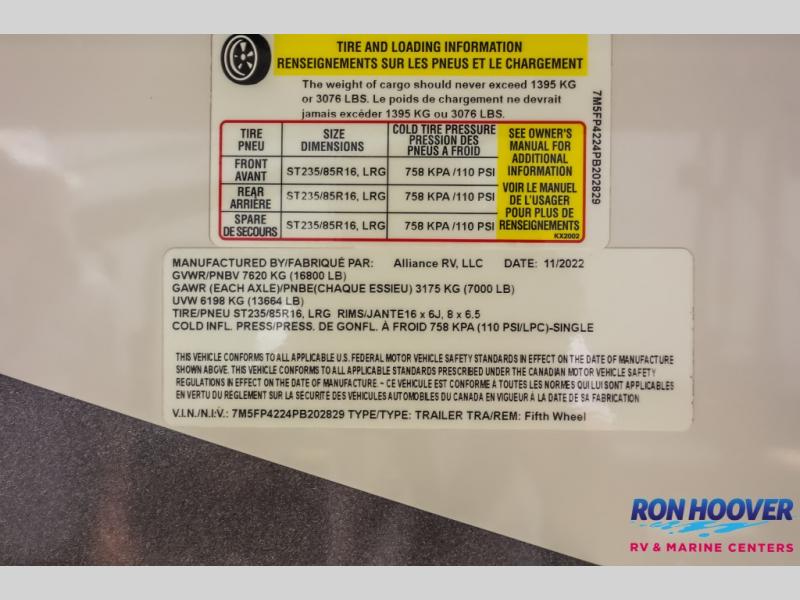 TIRE AND LOADING INFORMATION
RENSEIGNEMENTS SUR LES PNEUS ET LE CHARGEMENT
The weight of cargo should never exceed 1395 KG
or 3076 LBS. Le poids de chargement ne devrait
jamais excéder 1395 KG ou 3076 LBS.
TIRE
PNEU
SIZE
DIMENSIONS
COLD TIRE PRESSURE
PRESSION DES
PNEUS A FROID
SEE OWNER'S
MANUAL FOR
ADDITIONAL
INFORMATION
VOIR LE MANUEL
DE L'USAGER
POUR PLUS DE
RENSEIGNEMENTS
KX2002
FRONT
AVANT
ST235/85R16, LRG
758 KPA /110 PSI
REAR
ARRIÈRE
ST235/85R16, LRG
758 KPA /110 PSI
SPARE
DE SECOURS
ST235/85R16, LRG
758 KPA /110 PSI
7M5FP4224PB202829
MANUFACTURED BY/FABRIQUÉ PAR: Alliance RV, LLC DATE: 11/2022
GVWR/PNBV 7620 KG (16800 LB)
GAWR (EACH AXLE)/PNBE(CHAQUE ESSIEU) 3175 KG (7000 LB)
UVW 6198 KG (13664 LB)
TIRE/PNEU ST235/85R16, LRG RIMS/JANTE16 x 6J, 8 x 6.5
COLD INFL. PRESS/PRESS. DE GONFL. À FROID 758 KPA (110 PSI/LPC)-SINGLE
THIS VEHICLE CONFORMS TO ALL APPLICABLE U.S. FEDERAL MOTOR VEHICLE SAFETY STANDARDS IN EFFECT ON THE DATE OF MANUFACTURE
SHOWN ABGVE. THIS VEHICLE CONFORMS TO ALL APPLICABLE STANDARDS PRESCRIBED UNDER THE CANADIAN MOTOR VEHICLE SAFETY
REGULATIONS IN EFFECT ON THE DATE OF MANUFACTURE - CE VÉHICULE EST CONFORME À TOUTES LES NORMES QUI LUI SONT APPLICABLES
EN VERTU DU RÈGLEMENT SUR LA SÉCURITÉ DES VÉHICULES AUTOMOBILES DU CANADA EN VIGUEUR À LA DATE DE SA FABRICATION
V.I.N./N.I.V.: 7M5FP4224PB202829 TYPE/TYPE: TRAILER TRA/REM: Fifth Wheel
RON HOOVER
RV & MARINE CENTERS